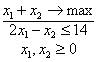 x₁ + x₂ → max
2x₁ − x₂ ≤ 14
x₁, x₂ ≥ 0